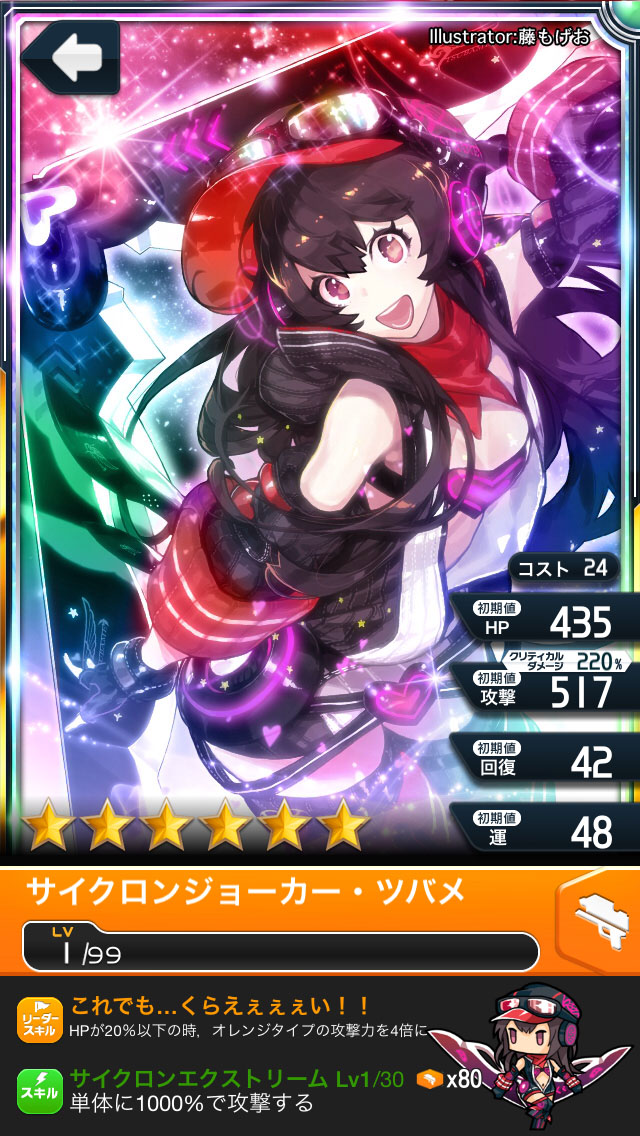 Illustrator:藤もげお
コスト 24
初期値
HP 435
クリティカル
ダメージ 220%
初期値
攻撃 517
初期値
回復 42
初期値
運 48
サイクロンジョーカー・ツバメ
LV
1/99
リーダー
スキル
これでも…くらえぇぇぇい！！
HPが20％以下の時，オレンジタイプの攻撃力を4倍に
スキル
サイクロンエクストリーム Lv1/30 x80
単体に1000％で攻撃する